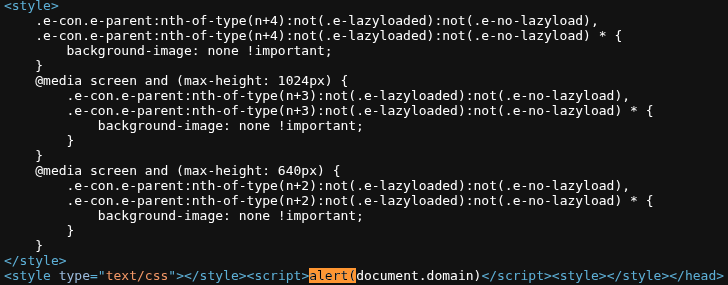 <style>
.e-con.e-parent:nth-of-type(n+4):not(.e-lazyloaded):not(.e-no-lazyload),
.e-con.e-parent:nth-of-type(n+4):not(.e-lazyloaded):not(.e-no-lazyload) * {
background-image: none !important;
}
@media screen and (max-height: 1024px) {
.e-con.e-parent:nth-of-type(n+3):not(.e-lazyloaded):not(.e-no-lazyload),
.e-con.e-parent:nth-of-type(n+3):not(.e-lazyloaded):not(.e-no-lazyload) * {
background-image: none !important;
}
}
@media screen and (max-height: 640px) {
.e-con.e-parent:nth-of-type(n+2):not(.e-lazyloaded):not(.e-no-lazyload),
.e-con.e-parent:nth-of-type(n+2):not(.e-lazyloaded):not(.e-no-lazyload) * {
background-image: none !important;
}
}
</style>
<style type="text/css"></style><script>alert(document.domain)</script><style></style></head>